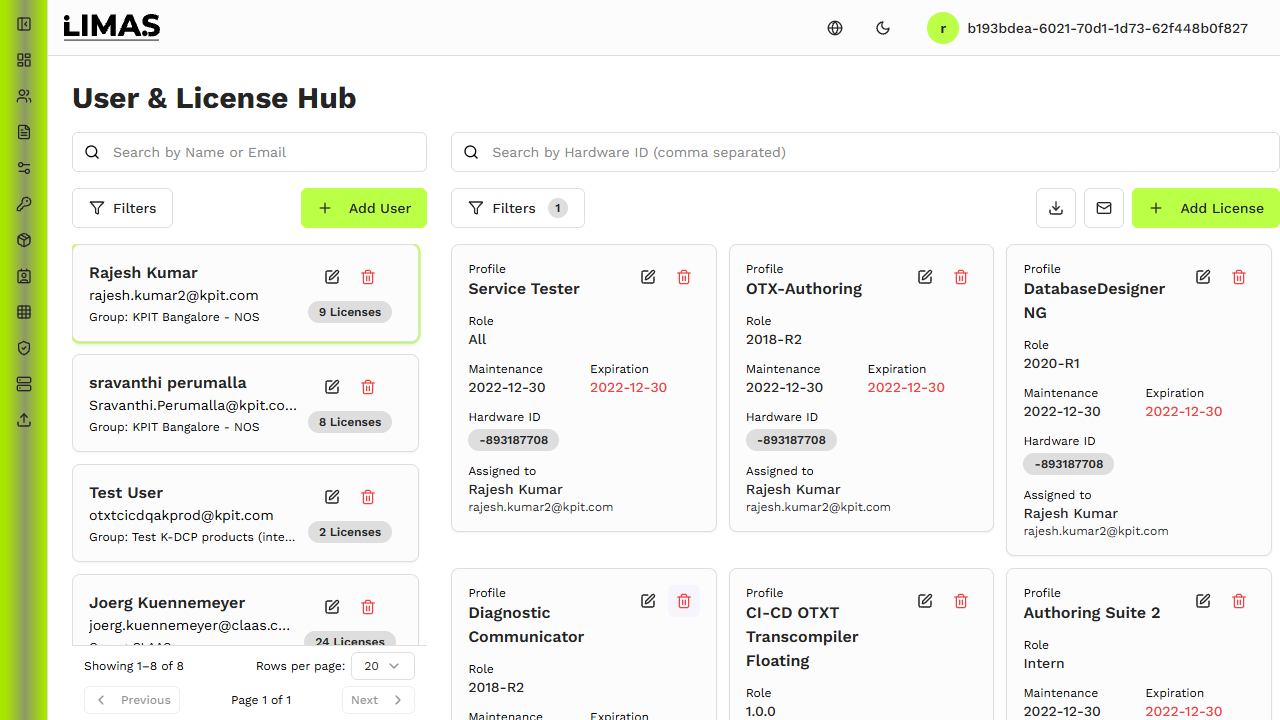 LIMAS
r
b193bdea-6021-70d1-1d73-62f448b0f827
User & License Hub
Search by Name or Email
Filters
Add User
Rajesh Kumar
rajesh.kumar2@kpit.com
Group: KPIT Bangalore - NOS
9 Licenses
sravanthi perumalla
Sravanthi.Perumalla@kpit.co...
Group: KPIT Bangalore - NOS
8 Licenses
Test User
otxtcicdqakprod@kpit.com
Group: Test K-DCP products (inte...
2 Licenses
Joerg Kuennemeyer
joerg.kuennemeyer@claas.c...
24 Licenses
Showing 1–8 of 8
Rows per page:
20
Previous
Page 1 of 1
Next
Search by Hardware ID (comma separated)
Filters
1
Add License
Profile
Service Tester
Role
All
Maintenance
2022-12-30
Expiration
2022-12-30
Hardware ID
-893187708
Assigned to
Rajesh Kumar
rajesh.kumar2@kpit.com
Profile
OTX-Authoring
Role
2018-R2
Maintenance
2022-12-30
Expiration
2022-12-30
Hardware ID
-893187708
Assigned to
Rajesh Kumar
rajesh.kumar2@kpit.com
Profile
DatabaseDesigner
NG
Role
2020-R1
Maintenance
2022-12-30
Expiration
2022-12-30
Hardware ID
-893187708
Assigned to
Rajesh Kumar
rajesh.kumar2@kpit.com
Profile
Diagnostic
Communicator
Role
2018-R2
Maintenance
Expiration
Profile
CI-CD OTXT
Transcompiler
Floating
Role
1.0.0
Profile
Authoring Suite 2
Role
Intern
Maintenance
2022-12-30
Expiration
2022-12-30